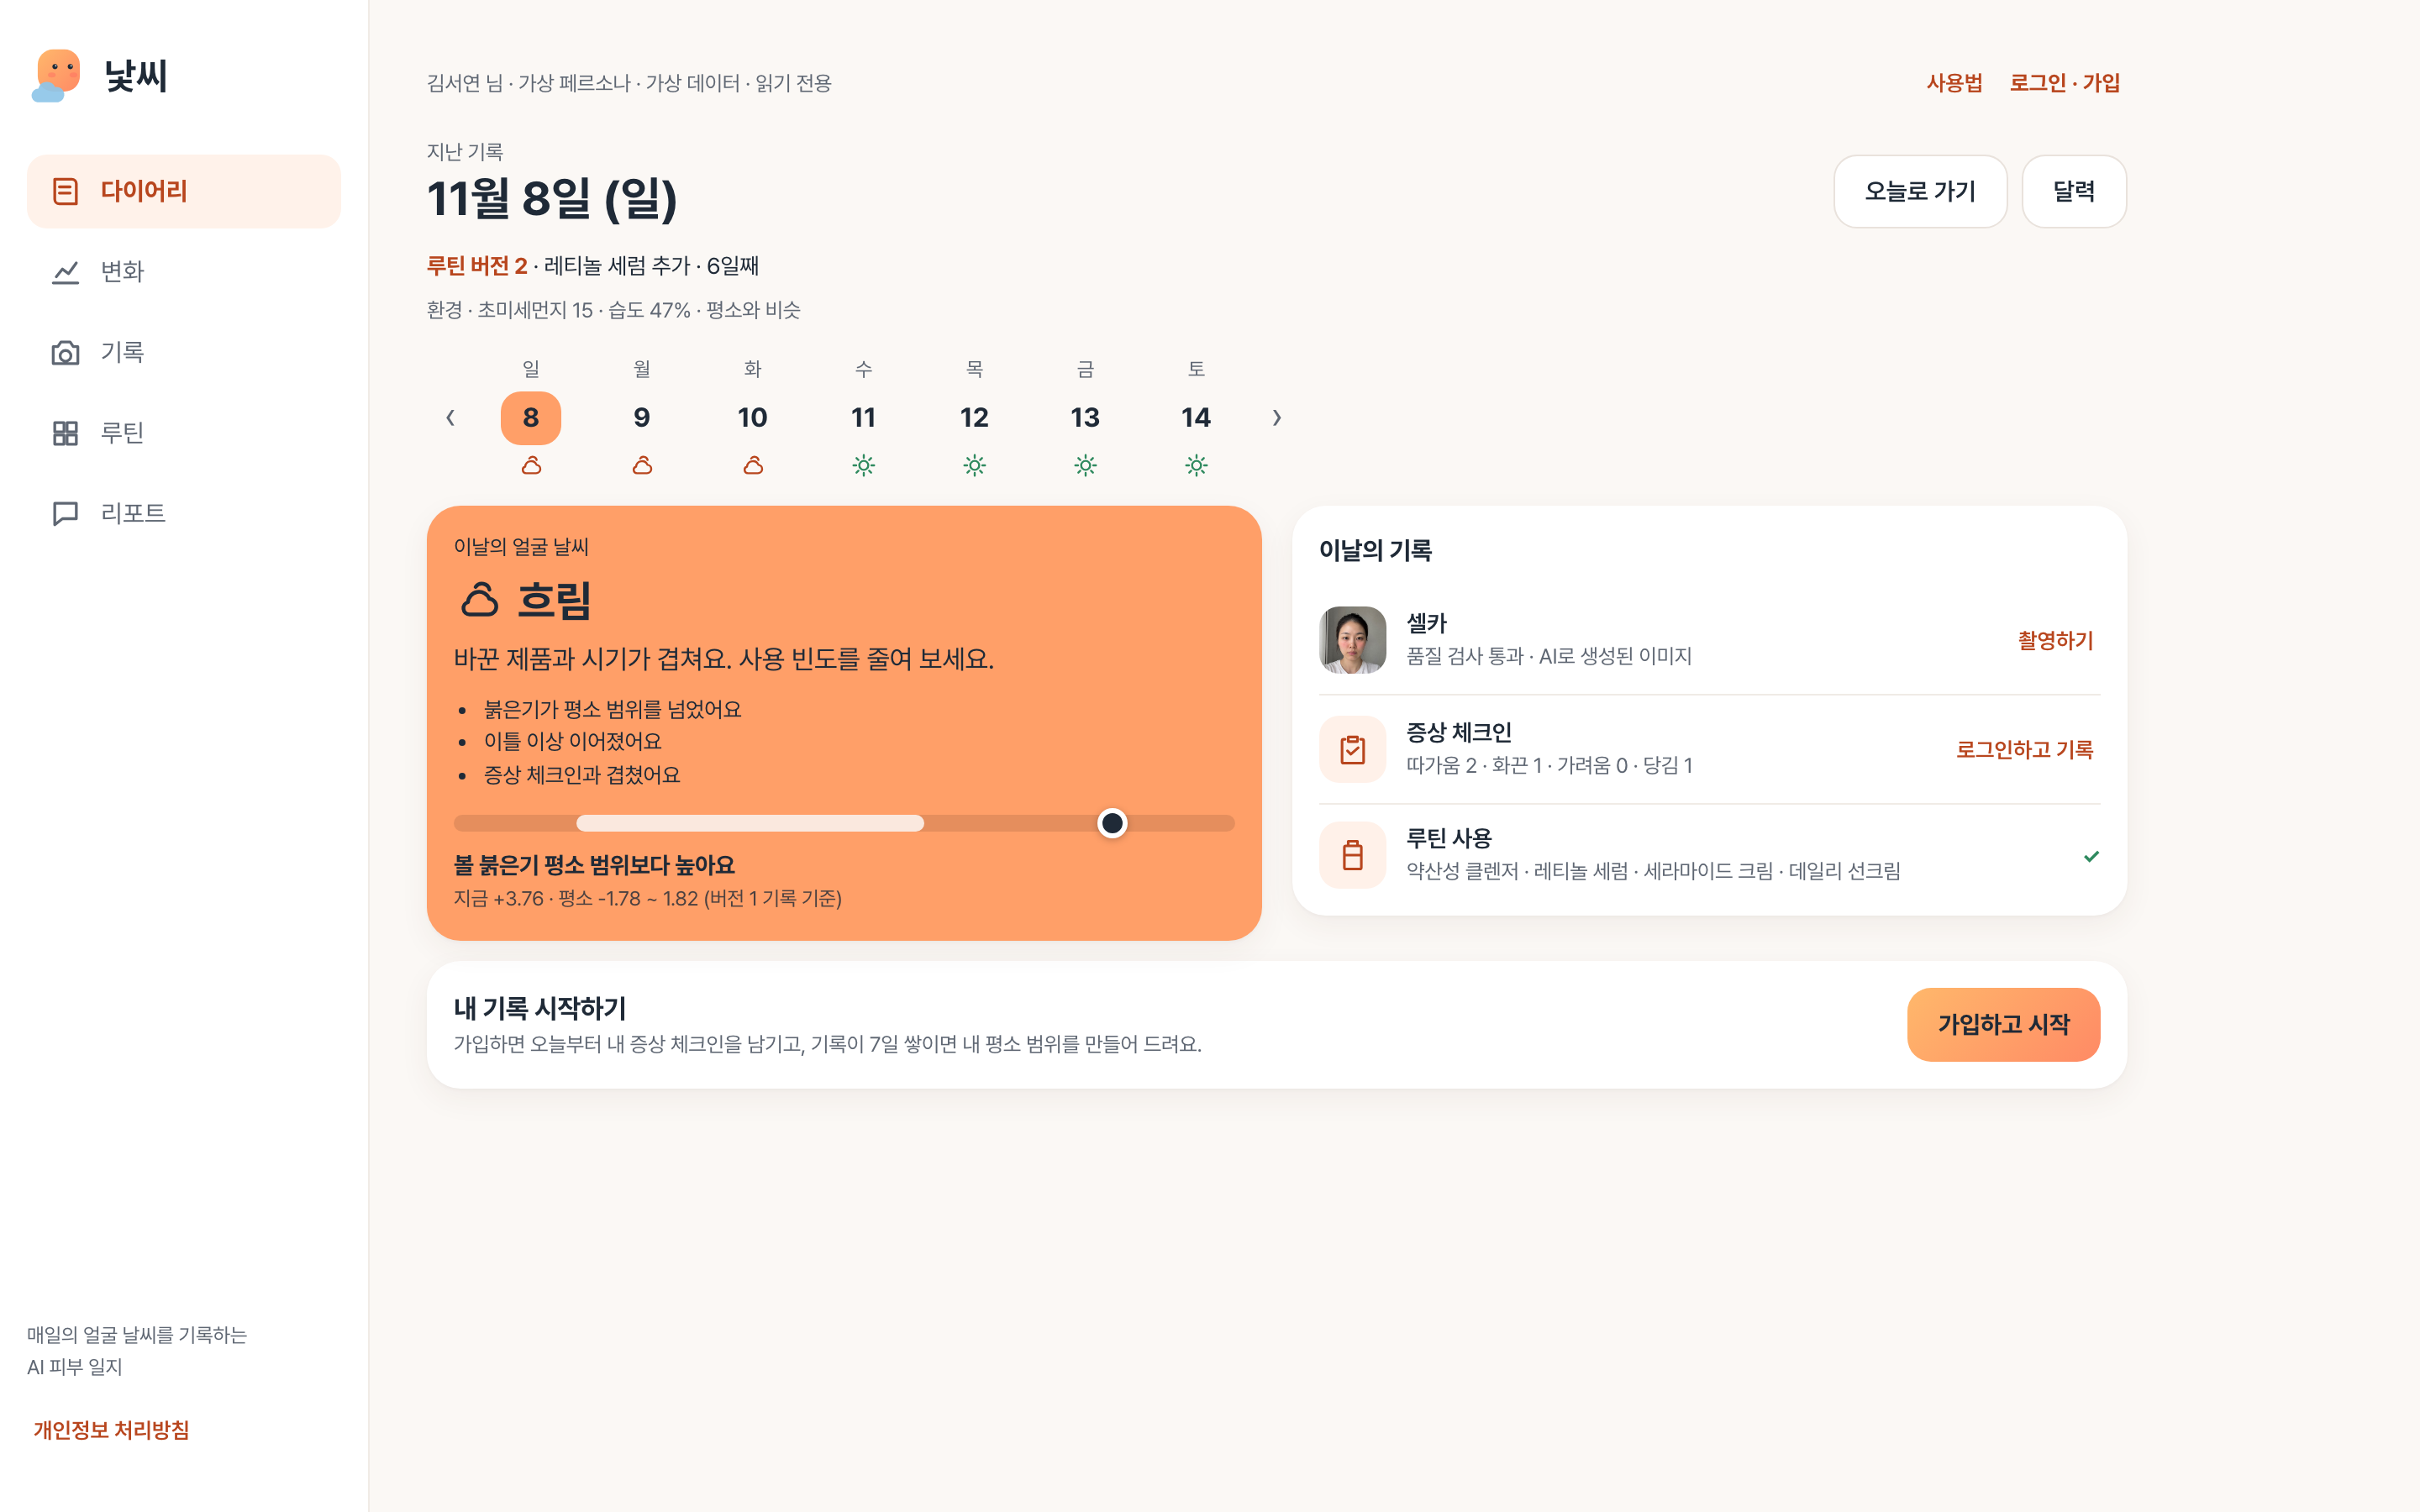 낯씨
다이어리
변화
기록
루틴
리포트
매일의 얼굴 날씨를 기록하는
AI 피부 일지
개인정보 처리방침
김서연 님 · 가상 페르소나 · 가상 데이터 · 읽기 전용
사용법
로그인 · 가입
지난 기록
11월 8일 (일)
오늘로 가기
달력
루틴 버전 2 · 레티놀 세럼 추가 · 6일째
환경 · 초미세먼지 15 · 습도 47% · 평소와 비슷
일 월 화 수 목 금 토
‹ 8 9 10 11 12 13 14 ›
이날의 얼굴 날씨
흐림
바꾼 제품과 시기가 겹쳐요. 사용 빈도를 줄여 보세요.
• 붉은기가 평소 범위를 넘었어요
• 이틀 이상 이어졌어요
• 증상 체크인과 겹쳤어요
볼 붉은기 평소 범위보다 높아요
지금 +3.76 · 평소 -1.78 ~ 1.82 (버전 1 기록 기준)
이날의 기록
셀카
품질 검사 통과 · AI로 생성된 이미지
촬영하기
증상 체크인
따가움 2 · 화끈 1 · 가려움 0 · 당김 1
로그인하고 기록
루틴 사용
약산성 클렌저 · 레티놀 세럼 · 세라마이드 크림 · 데일리 선크림
내 기록 시작하기
가입하면 오늘부터 내 증상 체크인을 남기고, 기록이 7일 쌓이면 내 평소 범위를 만들어 드려요.
가입하고 시작